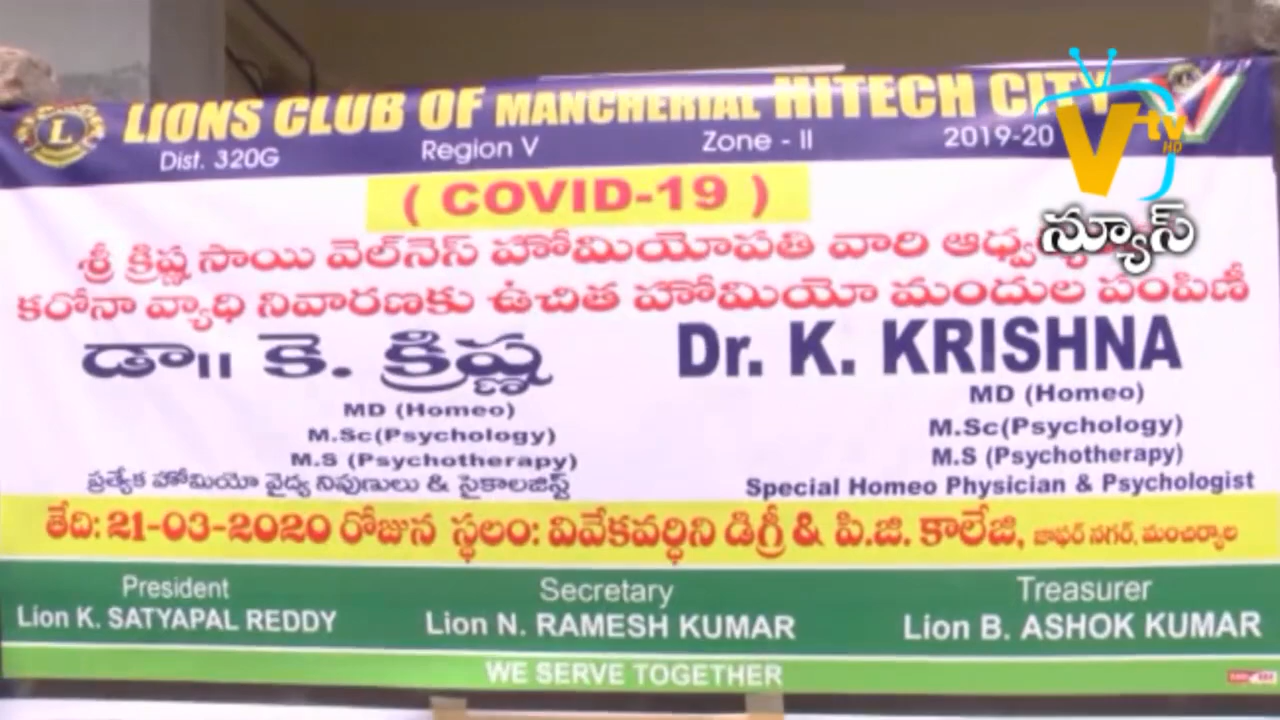 LIONS CLUB OF MANCHERIAL HITECH CITY
Dist. 320G Region V Zone - II 2019-20
L
V tv HD
న్యూస్
( COVID-19 )
శ్రీ క్రిష్ణ సాయి వెల్‌నెస్ హోమియోపతి వారి
కరోనా వ్యాధి నివారణకు ఉచిత హోమియో మందుల పంపిణీ
డా॥ కె. క్రిష్ణ Dr. K. KRISHNA
MD (Homeo) MD (Homeo)
M.Sc(Psychology) M.Sc(Psychology)
M.S (Psychotherapy) M.S (Psychotherapy)
ప్రత్యేక హోమియో వైద్య నిపుణులు & సైకాలజిస్ట్ Special Homeo Physician & Psychologist
తేది: 21-03-2020 రోజున స్థలం: వివేకవర్ధిని డిగ్రీ & పి.జి. కాలేజి, జాఫర్ నగర్, మంచిర్యాల
President Secretary Treasurer
Lion K. SATYAPAL REDDY Lion N. RAMESH KUMAR Lion B. ASHOK KUMAR
WE SERVE TOGETHER